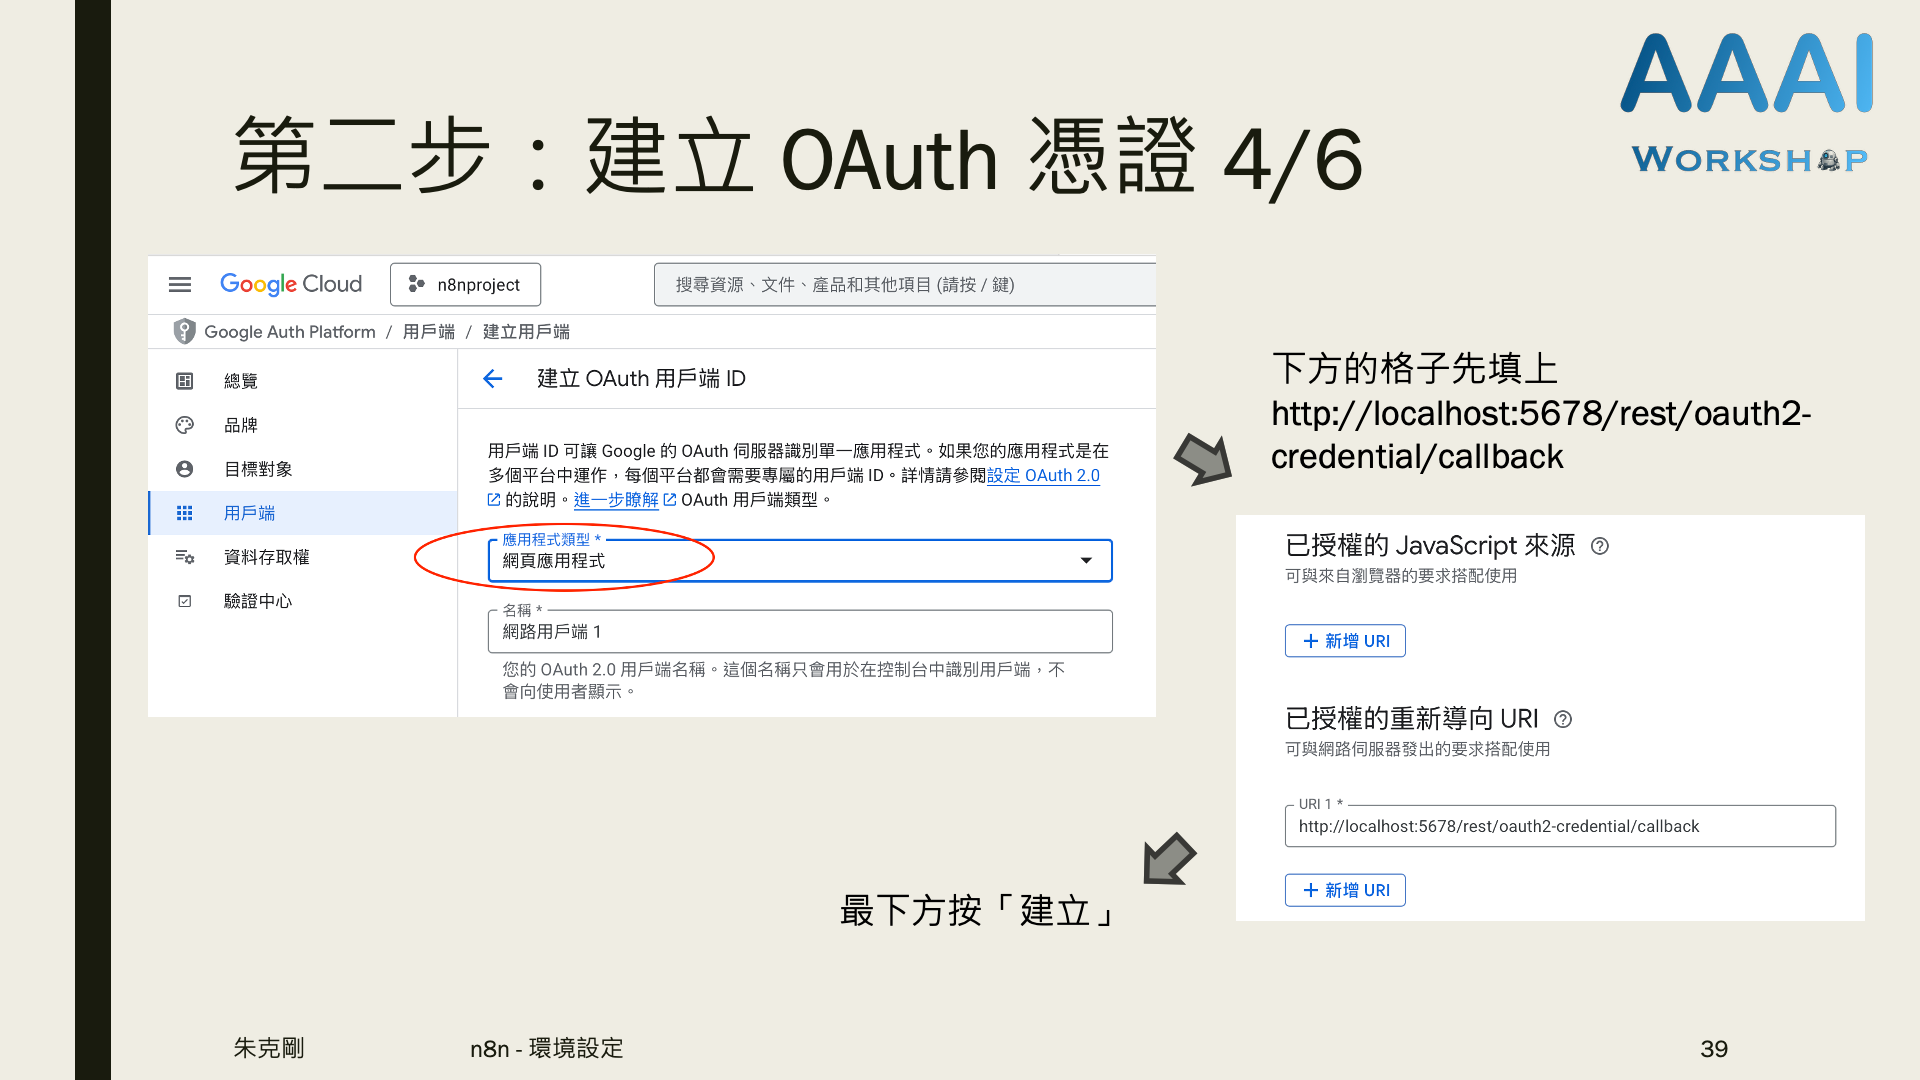 AAAI
WORKSHOP
第二步：建立 OAuth 憑證 4/6
Google Cloud
n8nproject
搜尋資源、文件、產品和其他項目 (請按 / 鍵)
Google Auth Platform / 用戶端 / 建立用戶端
總覽
品牌
目標對象
用戶端
資料存取權
驗證中心
建立 OAuth 用戶端 ID
用戶端 ID 可讓 Google 的 OAuth 伺服器識別單一應用程式。如果您的應用程式是在
多個平台中運作，每個平台都會需要專屬的用戶端 ID。詳情請參閱設定 OAuth 2.0
的說明。進一步瞭解 OAuth 用戶端類型。
應用程式類型 *
網頁應用程式
名稱 *
網路用戶端 1
您的 OAuth 2.0 用戶端名稱。這個名稱只會用於在控制台中識別用戶端，不
會向使用者顯示。
下方的格子先填上
http://localhost:5678/rest/oauth2-
credential/callback
已授權的 JavaScript 來源
可與來自瀏覽器的要求搭配使用
+ 新增 URI
已授權的重新導向 URI
可與網路伺服器發出的要求搭配使用
URI 1 *
http://localhost:5678/rest/oauth2-credential/callback
+ 新增 URI
最下方按「建立」
朱克剛
n8n - 環境設定
39